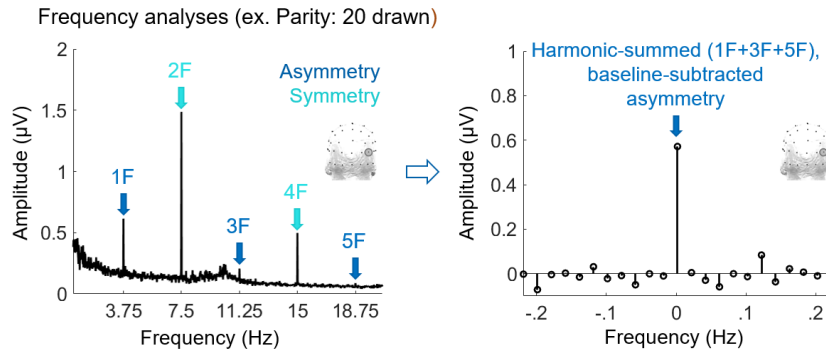 Frequency analyses (ex. Parity: 20 drawn)
2
1.5
1
0.5
0
Amplitude (µV)
2F
Asymmetry
Symmetry
1F
4F
3F
5F
3.75 7.5 11.25 15 18.75
Frequency (Hz)
1
0.8
0.6
0.4
0.2
0
Amplitude (µV)
Harmonic-summed (1F+3F+5F),
baseline-subtracted
asymmetry
-.2 -.1 0 0.1 0.2
Frequency (Hz)